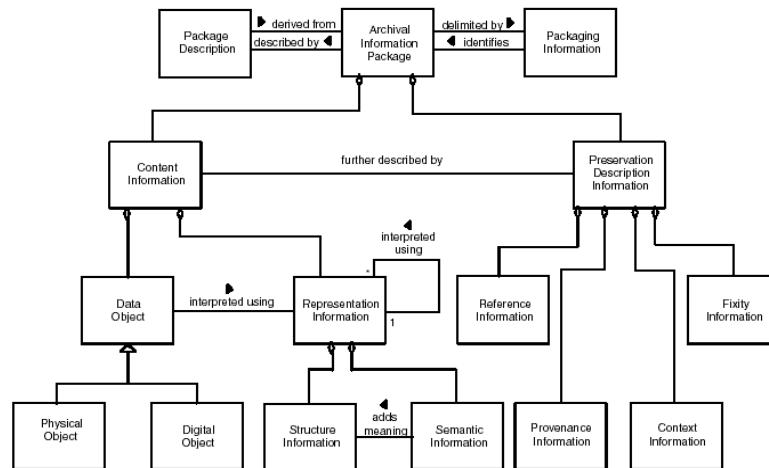 Package
Description
derived from
described by
Archival
Information
Package
delimited by
identifies
Packaging
Information
Content
Information
further described by
Preservation
Description
Information
interpreted
using
Data
Object
interpreted using
*
Representation
Information
1
Reference
Information
Fixity
Information
Physical
Object
Digital
Object
Structure
Information
adds
meaning
Semantic
Information
Provenance
Information
Context
Information